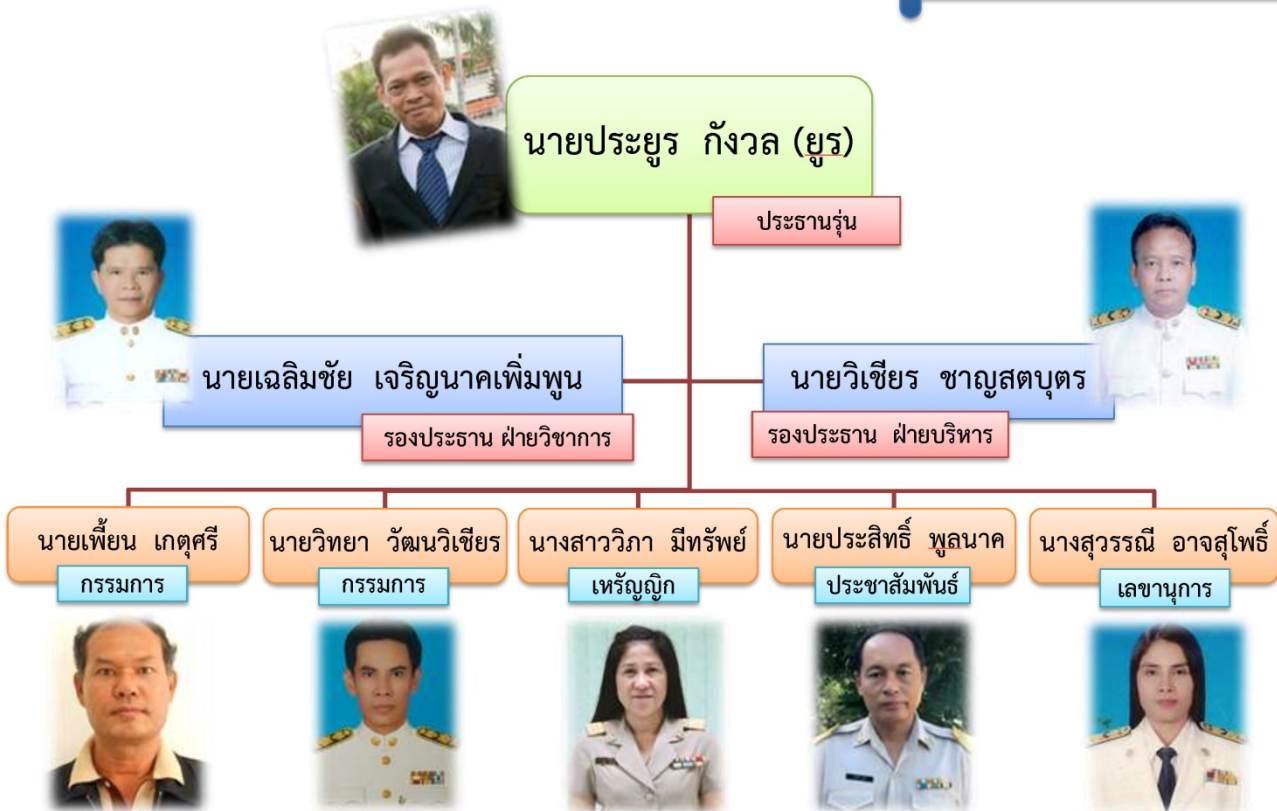 นายประยูร กังวล (ยูร)
ประธานรุ่น
นายเฉลิมชัย เจริญนาคเพิ่มพูน
รองประธาน ฝ่ายวิชาการ
นายวิเชียร ชาญสตบุตร
รองประธาน ฝ่ายบริหาร
นายเพี้ยน เกตุศรี
กรรมการ
นายวิทยา วัฒนวิเชียร
กรรมการ
นางสาววิภา มีทรัพย์
เหรัญญิก
นายประสิทธิ์ พูลนาค
ประชาสัมพันธ์
นางสุวรรณี อาจสุโพธิ์
เลขานุการ